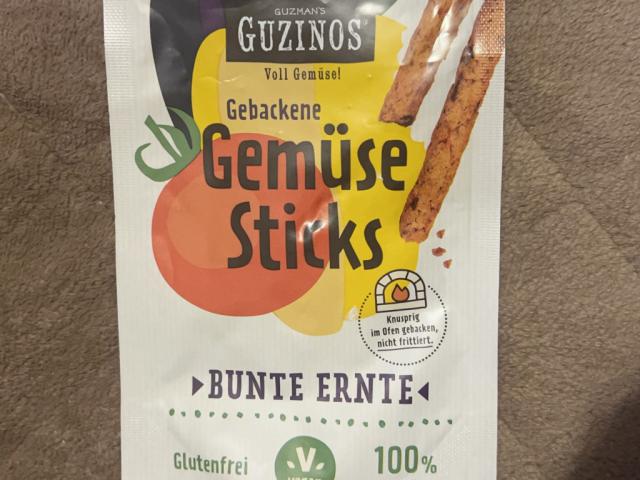 GUZMAN'S
GUZINOS
Voll Gemüse!
Gebackene
Gemüse
Sticks
Knusprig
im Ofen gebacken,
nicht frittiert.
BUNTE ERNTE
Glutenfrei
V
100%